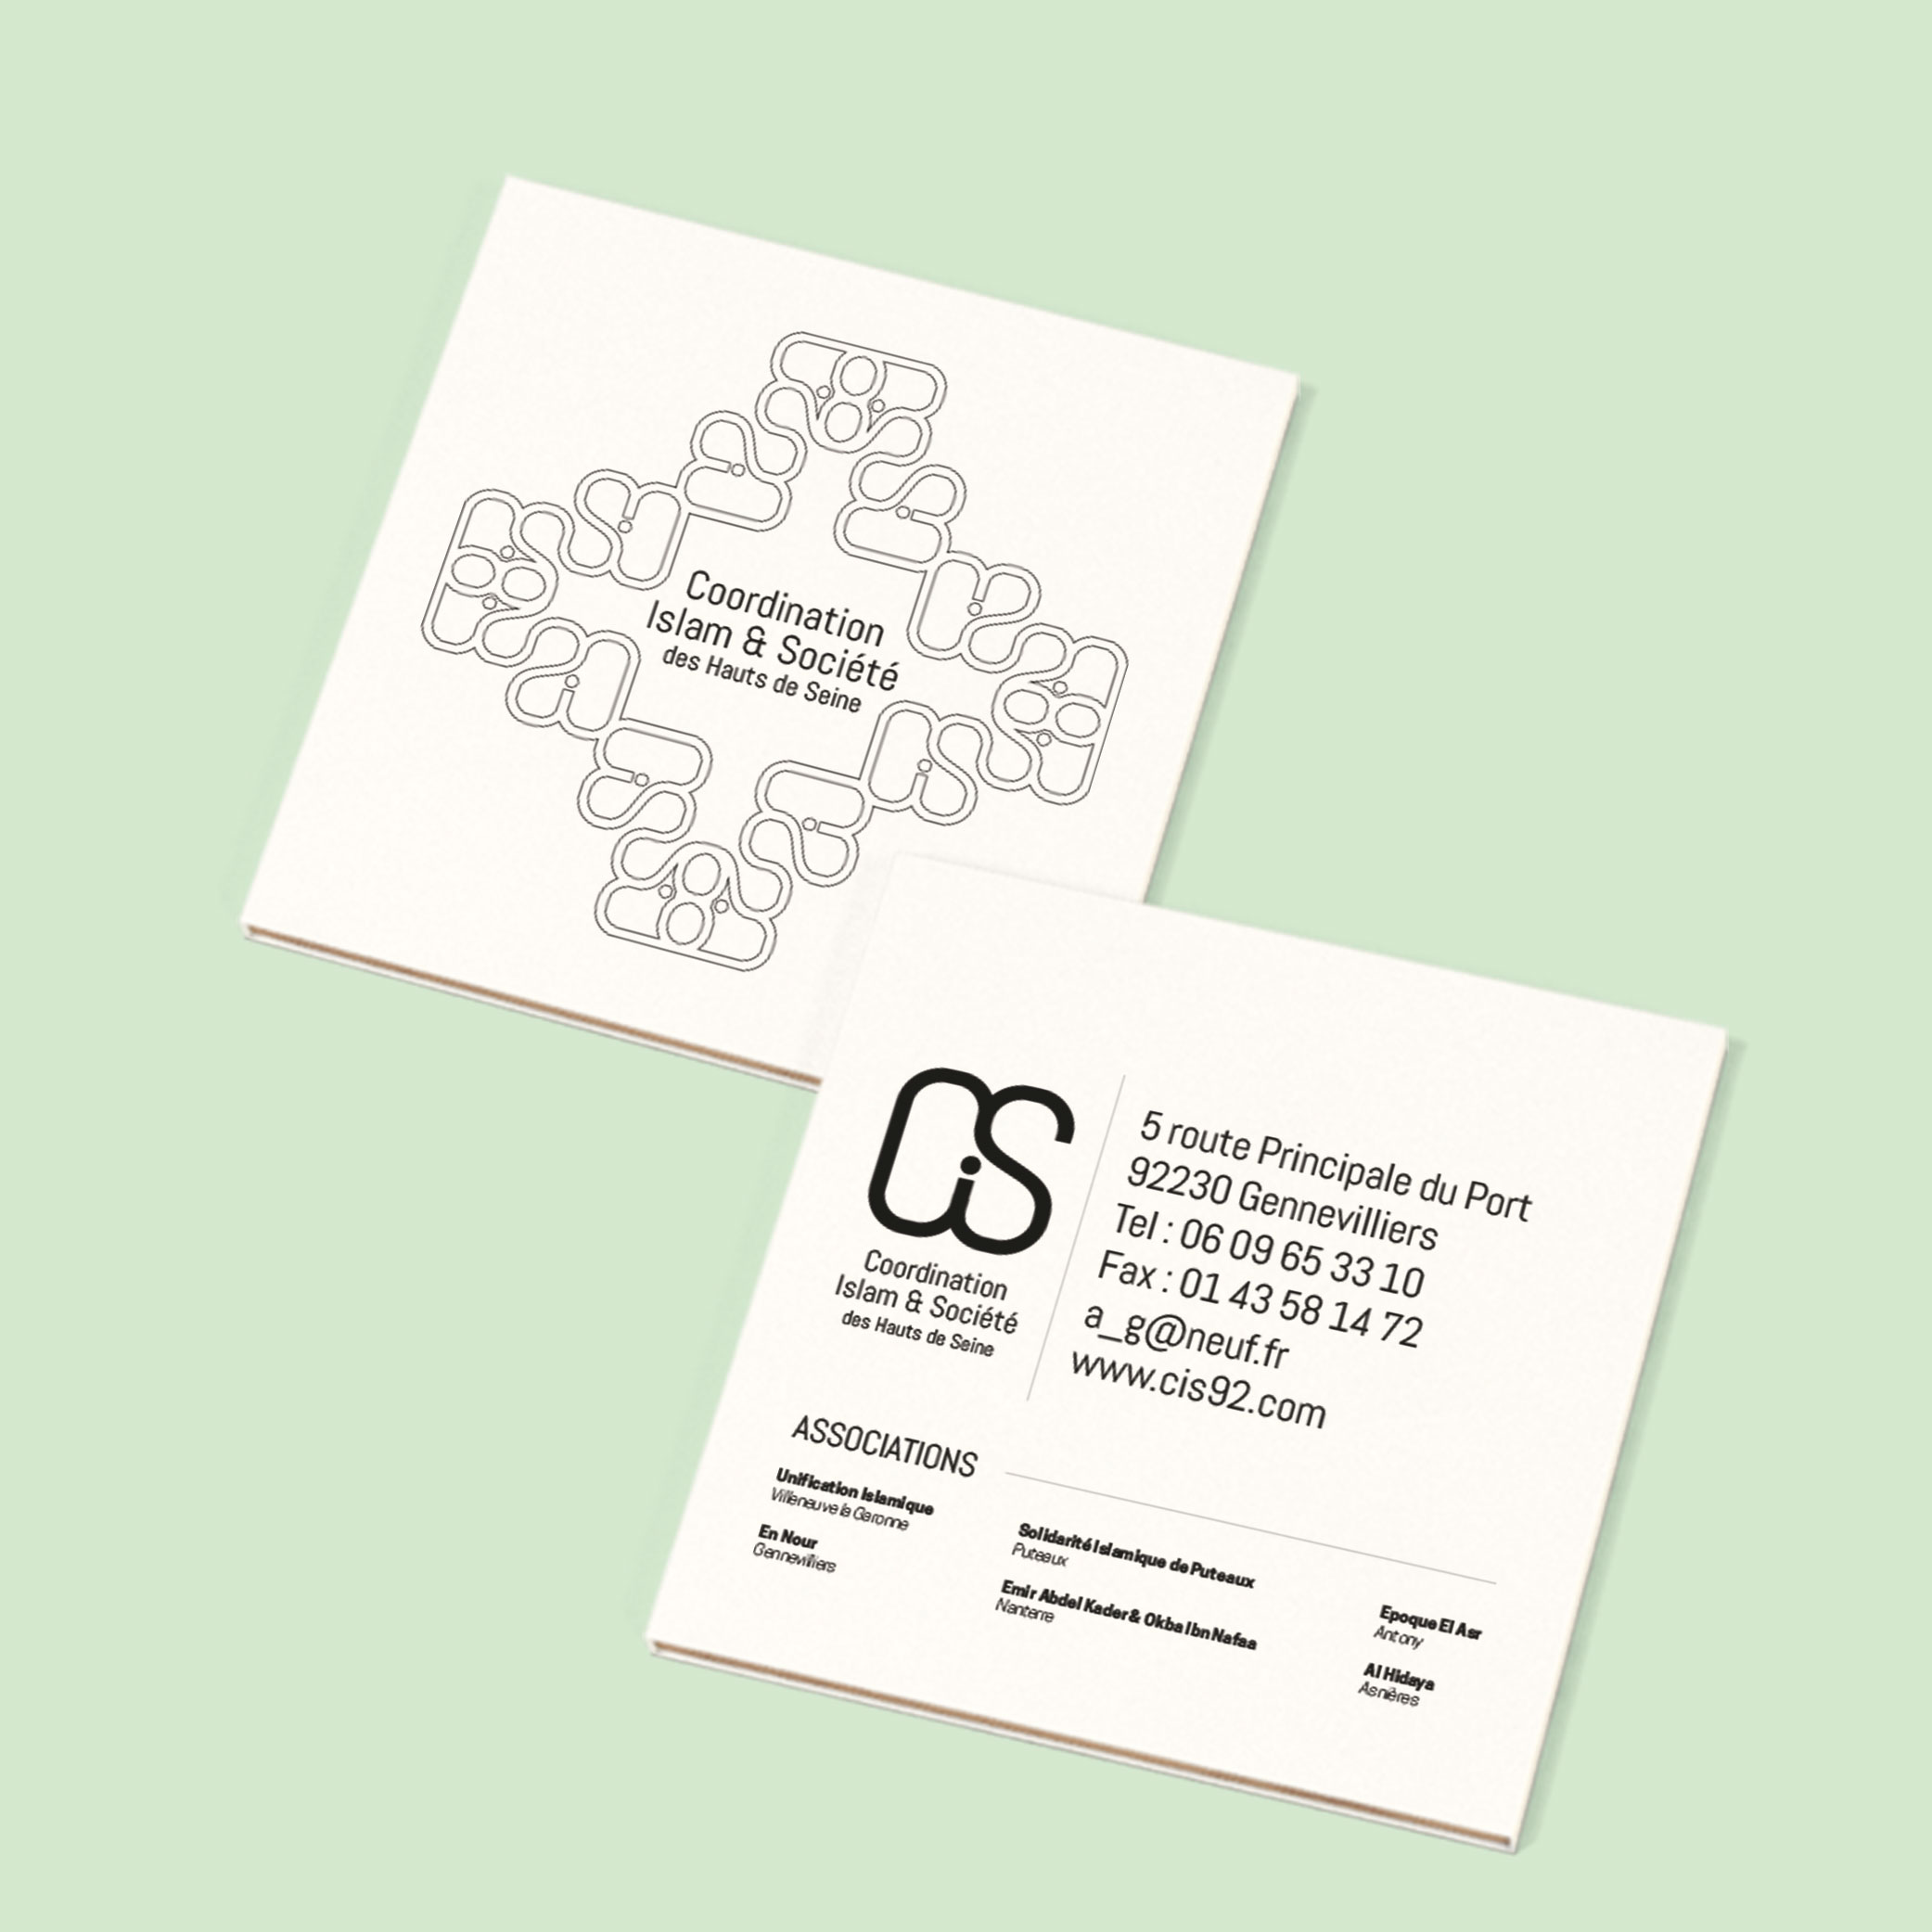 Coordination
Islam & Société
des Hauts de Seine
CiS
Coordination
Islam & Société
des Hauts de Seine
5 route Principale du Port
92230 Gennevilliers
Tel : 06 09 65 33 10
Fax : 01 43 58 14 72
a_g@neuf.fr
www.cis92.com
ASSOCIATIONS
Unification Islamique
Villeneuve la Garonne
En Nour
Gennevilliers
Solidarité Islamique de Puteaux
Puteaux
Emir Abdel Kader & Okba Ibn Nafaa
Nanterre
Epoque El Asr
Antony
Al Hidaya
Asnières